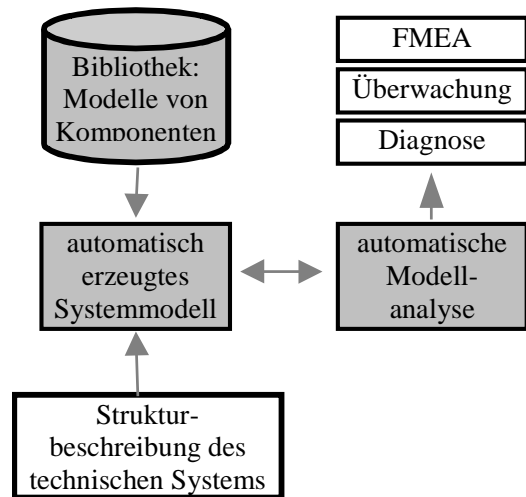 Bibliothek:
Modelle von
Komponenten
FMEA
Überwachung
Diagnose
automatisch
erzeugtes
Systemmodell
automatische
Modell-
analyse
Struktur-
beschreibung des
technischen Systems